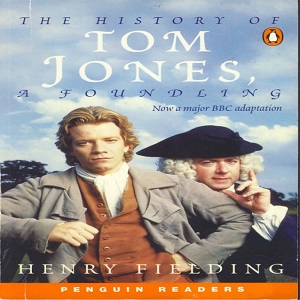 THE HISTORY OF
TOM
JONES,
A FOUNDLING
Now a major BBC adaptation
HENRY FIELDING
PENGUIN READERS